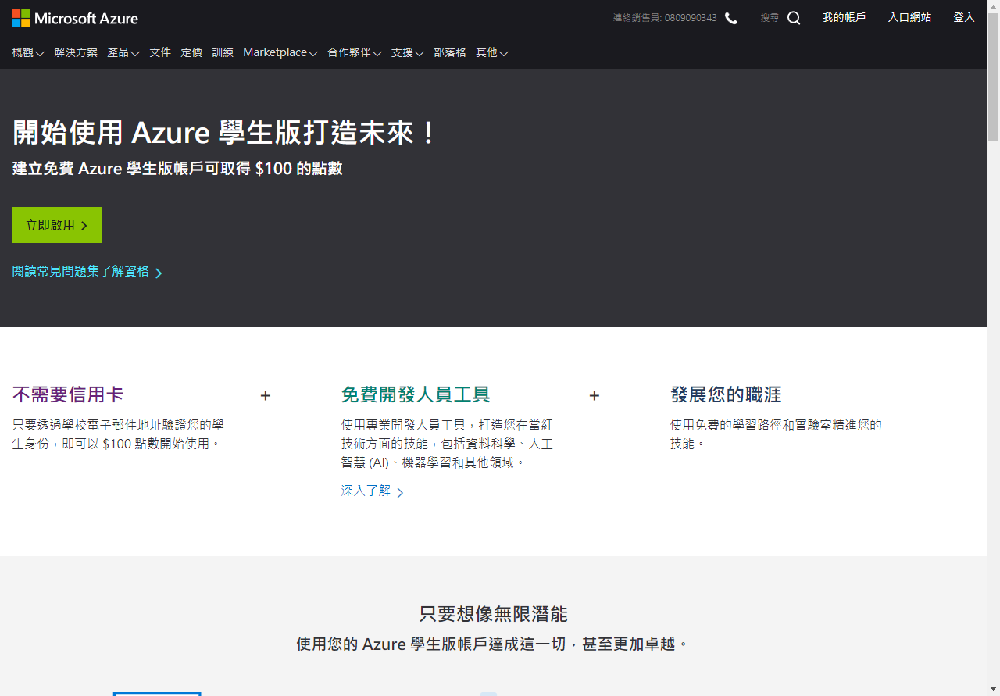 Microsoft Azure
連絡銷售員: 0809090343
搜尋
我的帳戶
入口網站
登入
概觀 解決方案 產品 文件 定價 訓練 Marketplace 合作夥伴 支援 部落格 其他
開始使用 Azure 學生版打造未來！
建立免費 Azure 學生版帳戶可取得 $100 的點數
立即啟用
閱讀常見問題集了解資格
不需要信用卡
只要透過學校電子郵件地址驗證您的學
生身份，即可以 $100 點數開始使用。
+
免費開發人員工具
使用專業開發人員工具，打造您在當紅
技術方面的技能，包括資料科學、人工
智慧 (AI)、機器學習和其他領域。
深入了解
+
發展您的職涯
使用免費的學習路徑和實驗室精進您的
技能。
只要想像無限潛能
使用您的 Azure 學生版帳戶達成這一切，甚至更加卓越。